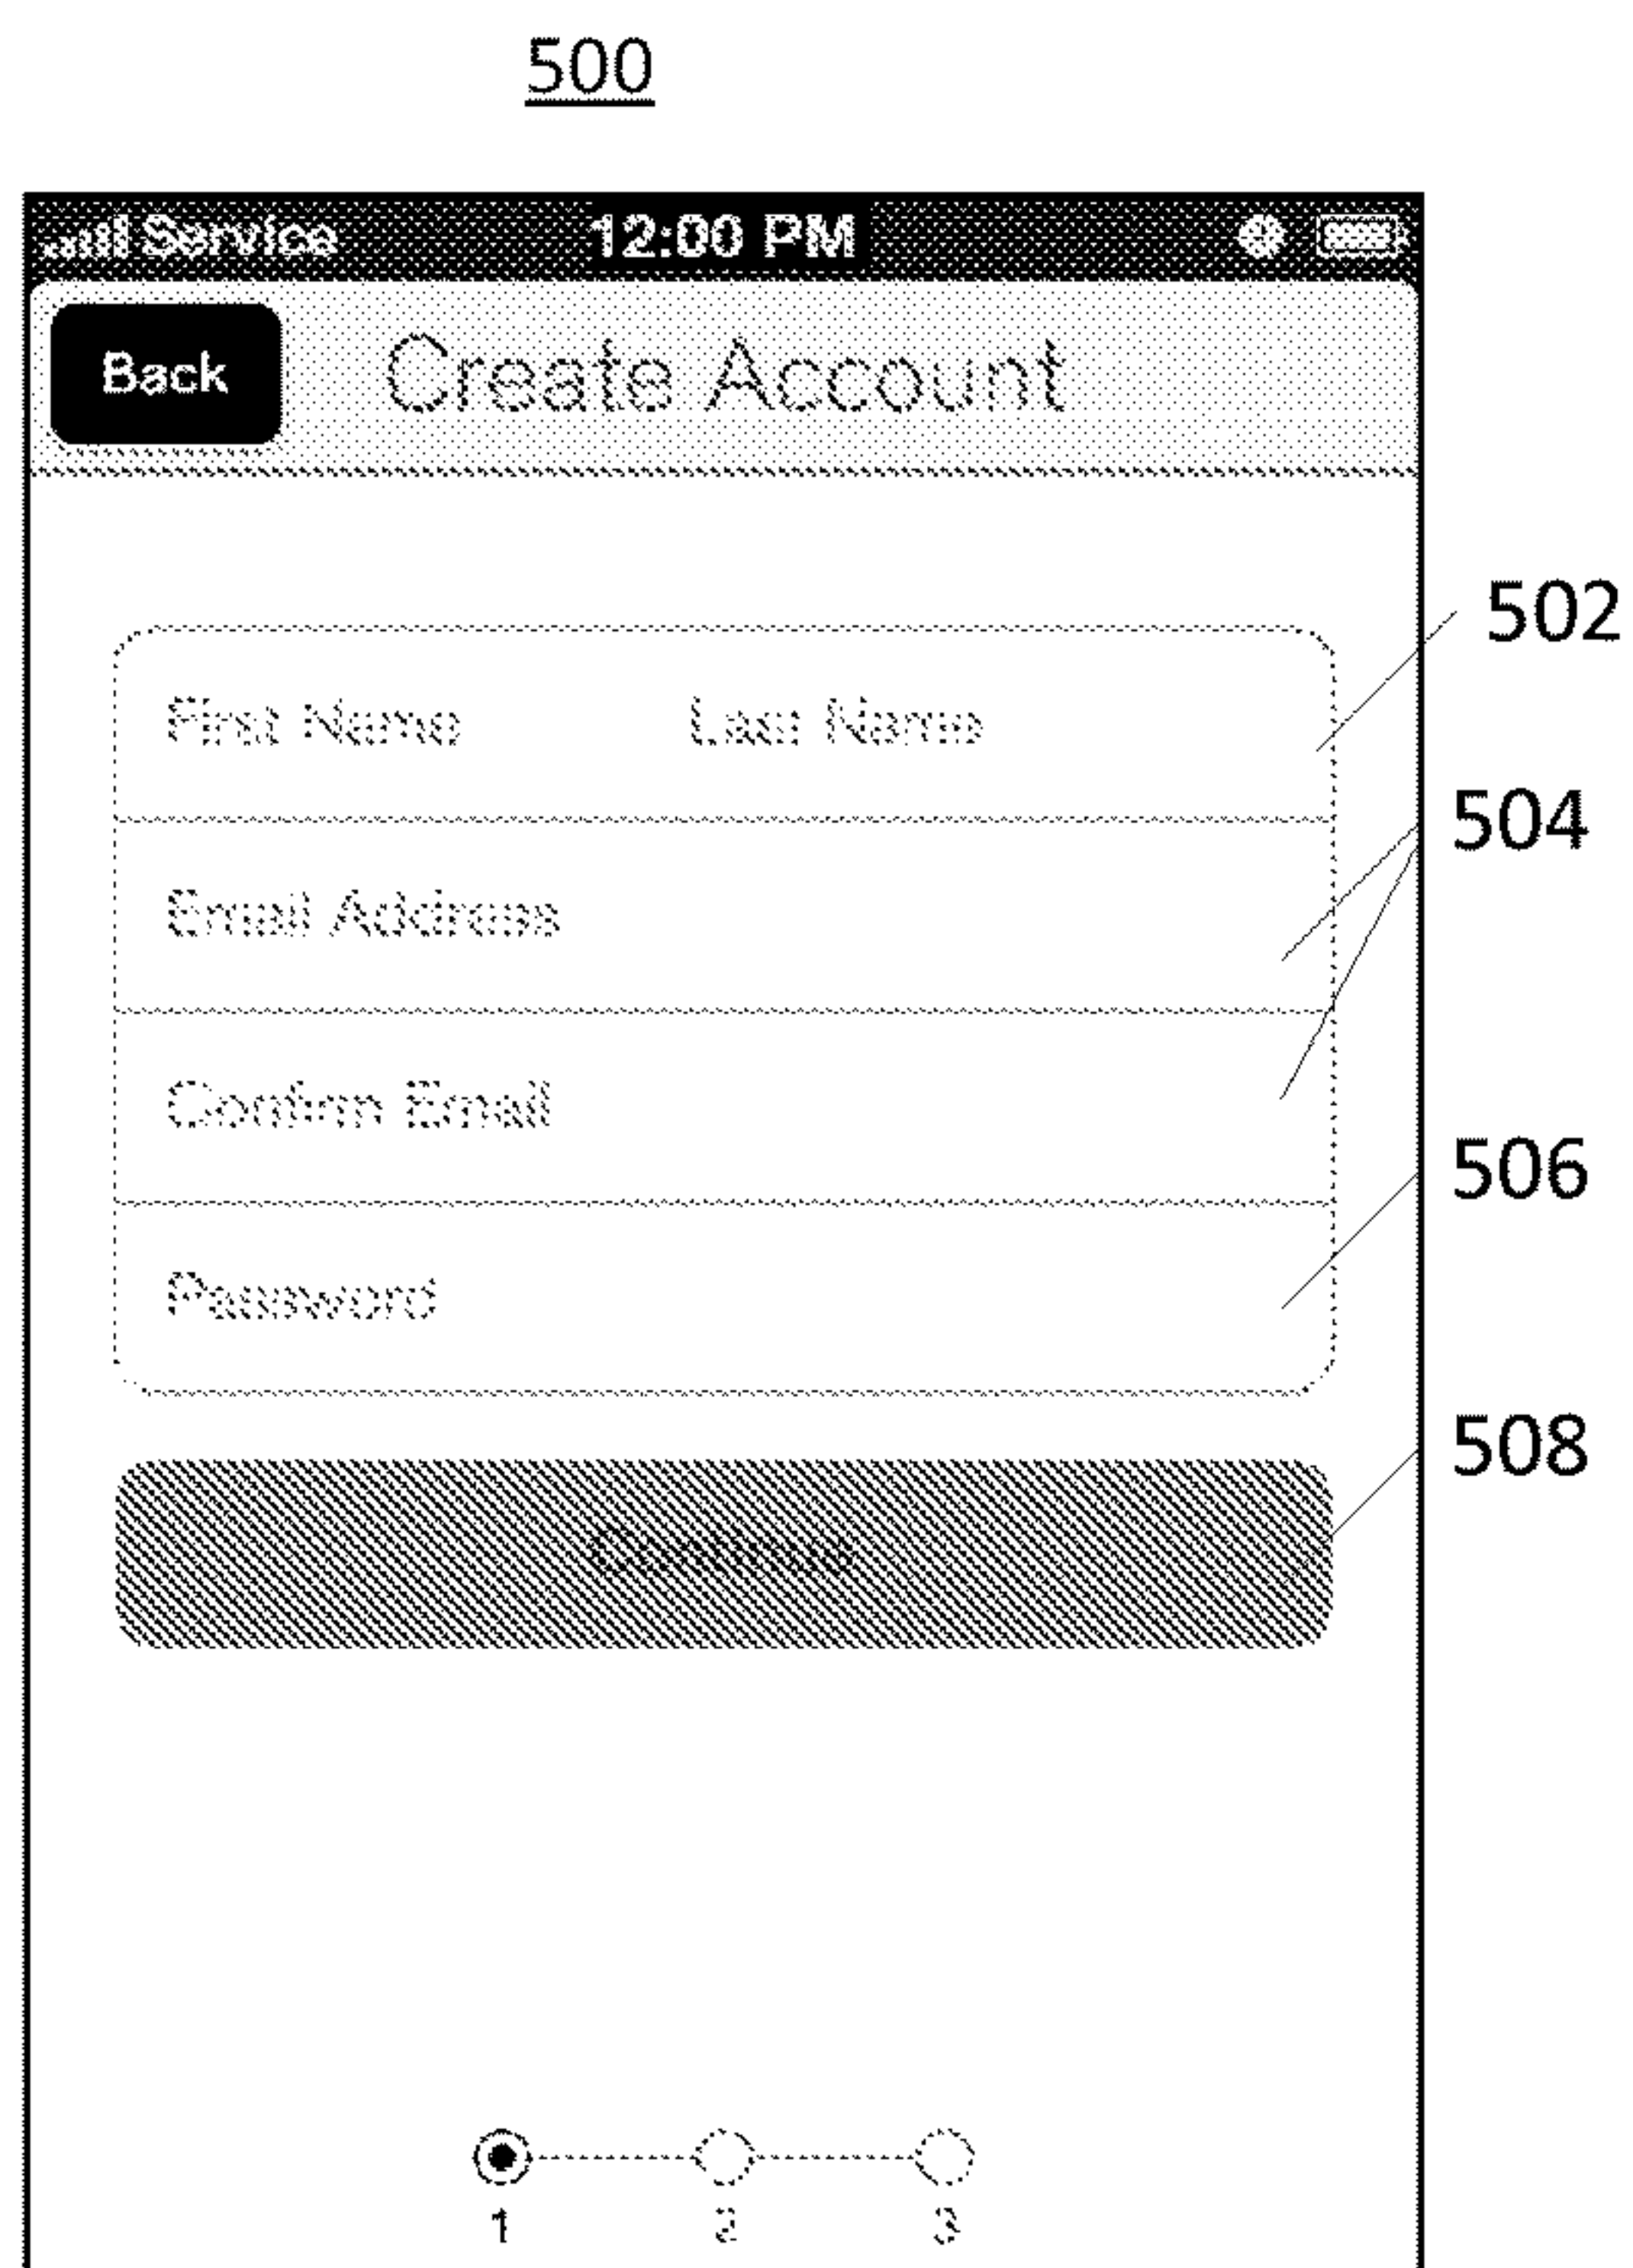 500
Service 12:00 PM
Back Create Account
502
First Name Last Name
504
Email Address
Confirm Email
506
Password
508
Continue
1 2 3